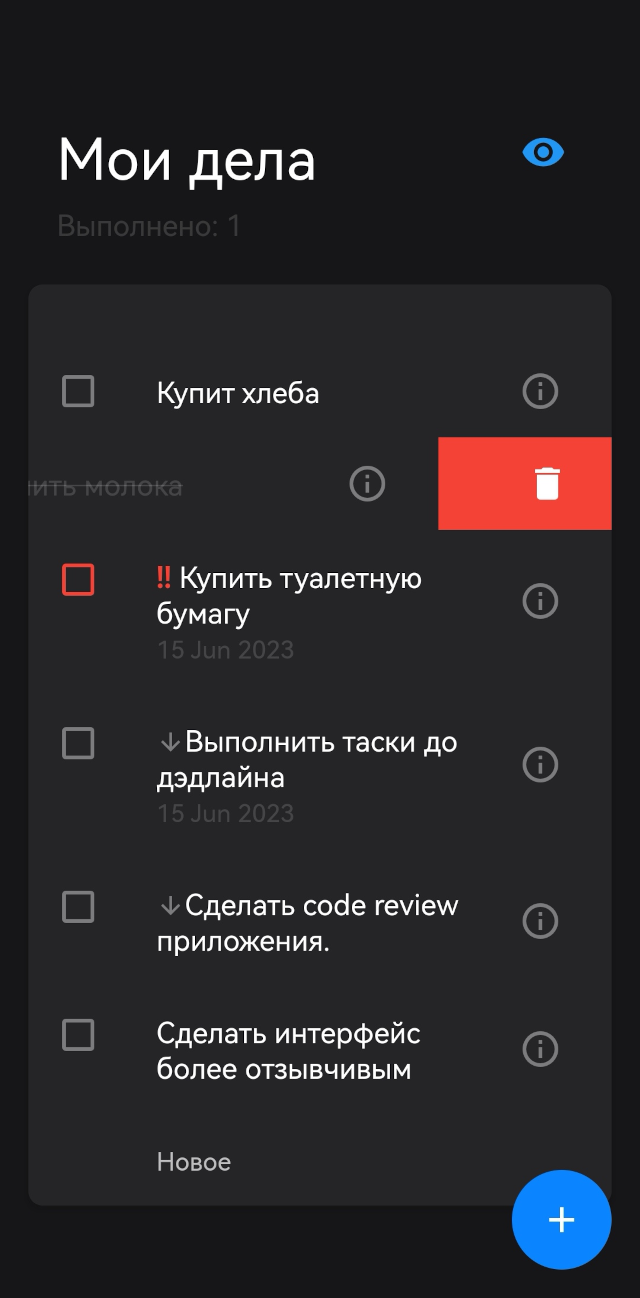 Мои дела
Выполнено: 1
Купит хлеба
молока
‼ Купить туалетную
бумагу
15 Jun 2023
↓ Выполнить таски до
дэдлайна
15 Jun 2023
↓ Сделать code review
приложения.
Сделать интерфейс
более отзывчивым
Новое